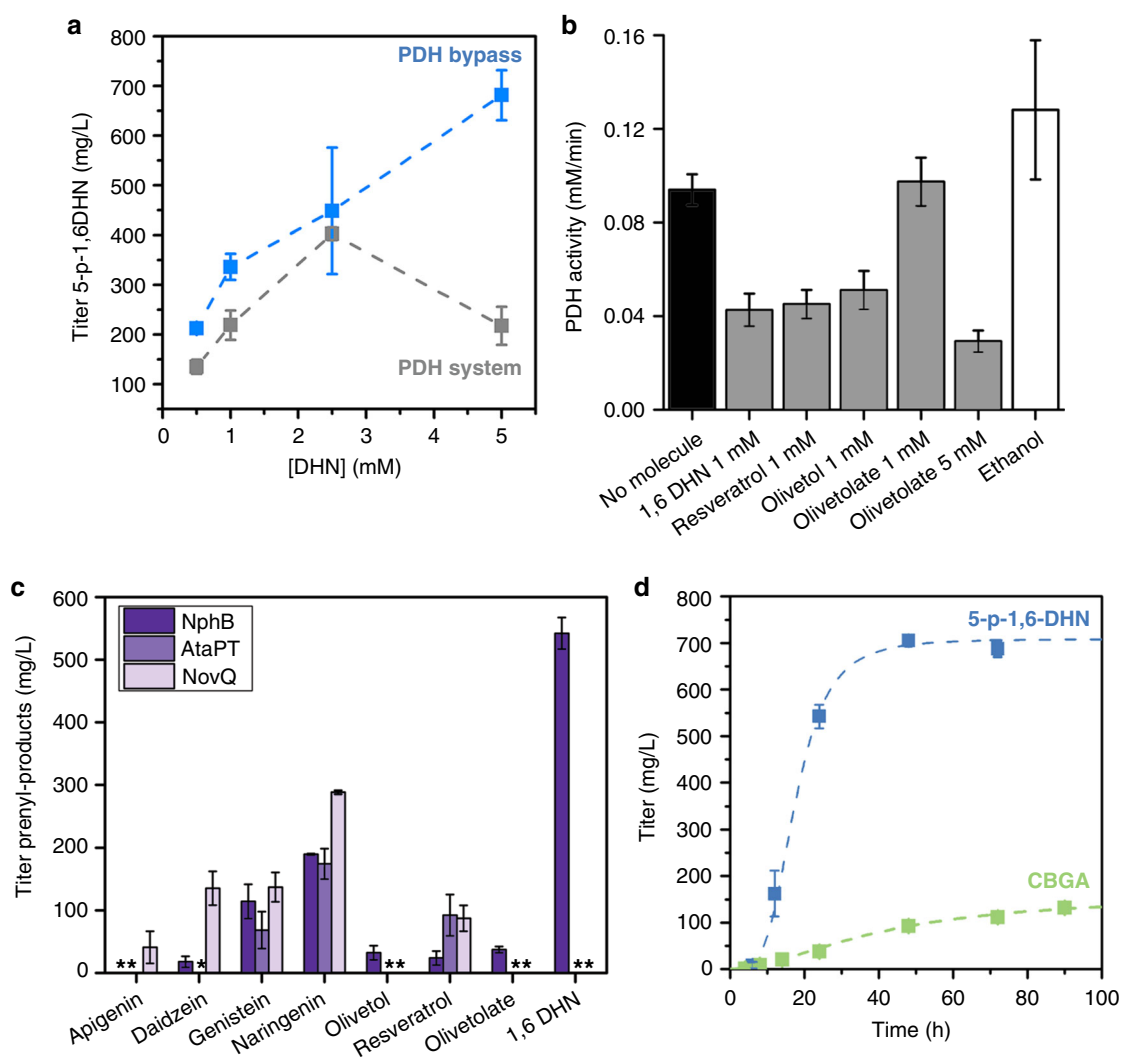 a
800
700
600
500
400
300
200
100
0
1
2
3
4
5
Titer 5-p-1,6DHN (mg/L)
[DHN] (mM)
PDH bypass
PDH system
b
0.16
0.12
0.08
0.04
0.00
PDH activity (mM/min)
No molecule
1,6 DHN 1 mM
Resveratrol 1 mM
Olivetol 1 mM
Olivetolate 1 mM
Olivetolate 5 mM
Ethanol
c
600
500
400
300
200
100
0
Titer prenyl-products (mg/L)
NphB
AtaPT
NovQ
**
*
**
**
**
Apigenin
Daidzein
Genistein
Naringenin
Olivetol
Resveratrol
Olivetolate
1,6 DHN
d
800
700
600
500
400
300
200
100
0
0
20
40
60
80
100
Titer (mg/L)
Time (h)
5-p-1,6-DHN
CBGA